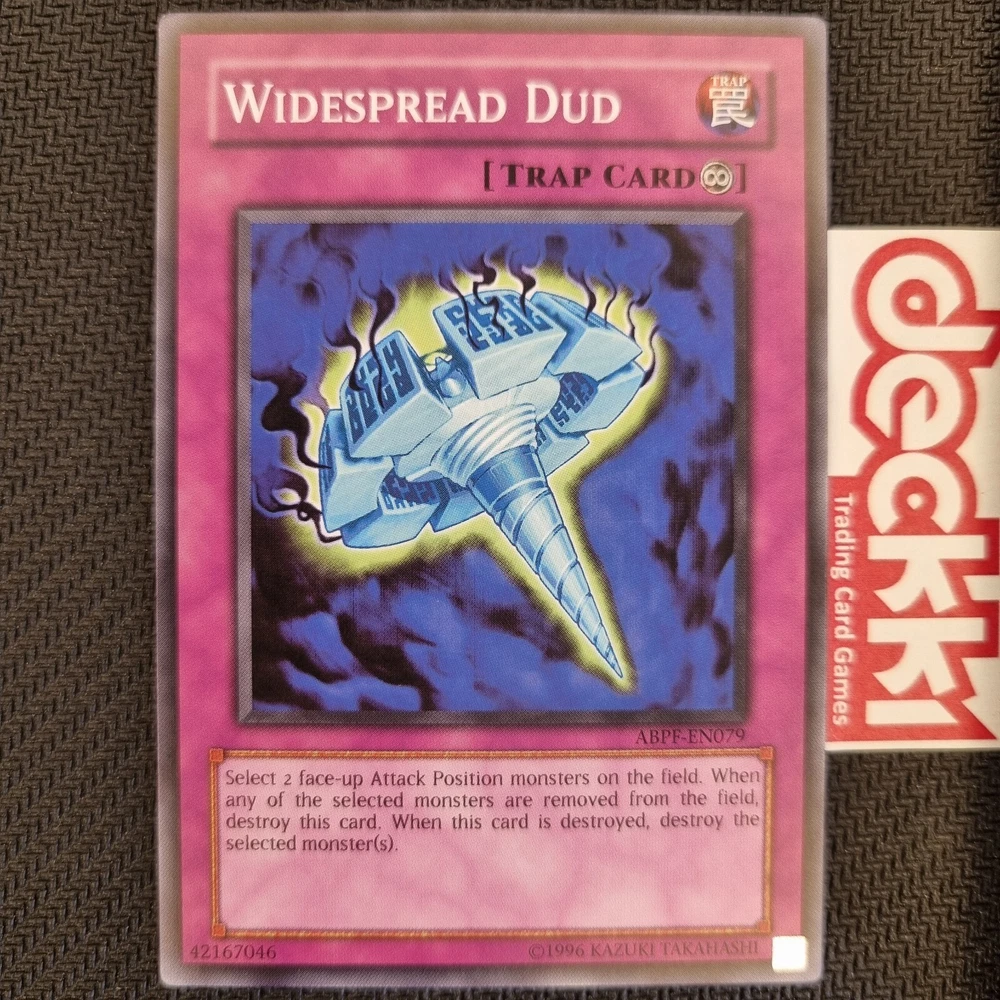 WIDESPREAD DUD
TRAP
罠
[TRAP CARD∞]
ABPF-EN079
Select 2 face-up Attack Position monsters on the field. When
any of the selected monsters are removed from the field,
destroy this card. When this card is destroyed, destroy the
selected monster(s).
42167046
©1996 KAZUKI TAKAHASHI
deckki
Trading Card Games